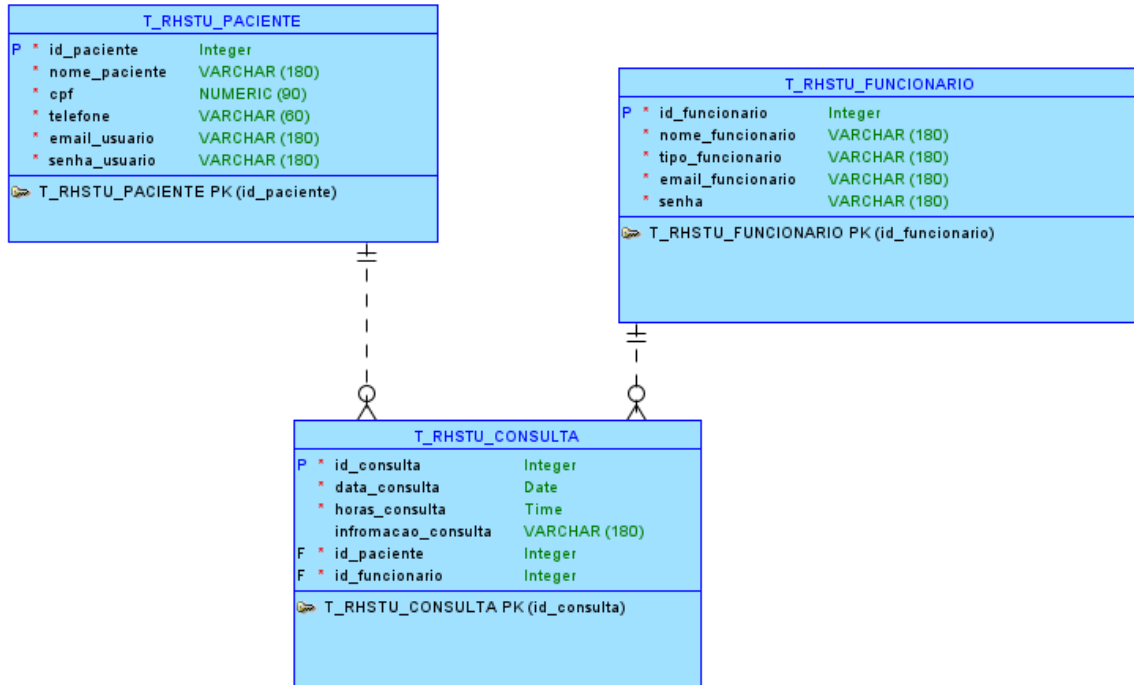 T_RHSTU_PACIENTE
P * id_paciente Integer
* nome_paciente VARCHAR (180)
* cpf NUMERIC (90)
* telefone VARCHAR (60)
* email_usuario VARCHAR (180)
* senha_usuario VARCHAR (180)
T_RHSTU_PACIENTE PK (id_paciente)
T_RHSTU_FUNCIONARIO
P * id_funcionario Integer
* nome_funcionario VARCHAR (180)
* tipo_funcionario VARCHAR (180)
* email_funcionario VARCHAR (180)
* senha VARCHAR (180)
T_RHSTU_FUNCIONARIO PK (id_funcionario)
T_RHSTU_CONSULTA
P * id_consulta Integer
* data_consulta Date
* horas_consulta Time
infromacao_consulta VARCHAR (180)
F * id_paciente Integer
F * id_funcionario Integer
T_RHSTU_CONSULTA PK (id_consulta)